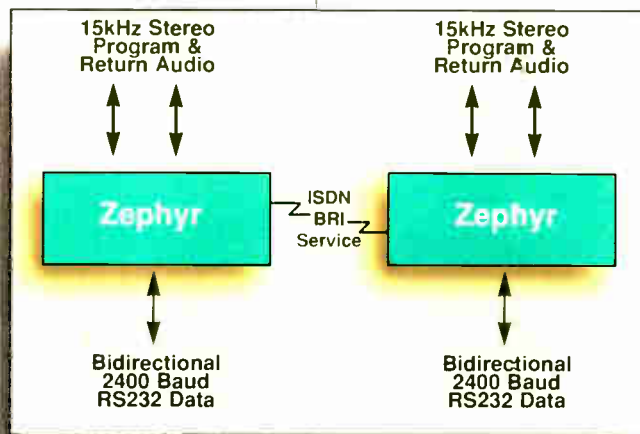 15kHz Stereo
Program &
Return Audio
15kHz Stereo
Program &
Return Audio
Zephyr
ISDN
BRI
Service
Zephyr
Bidirectional
2400 Baud
RS232 Data
Bidirectional
2400 Baud
RS232 Data